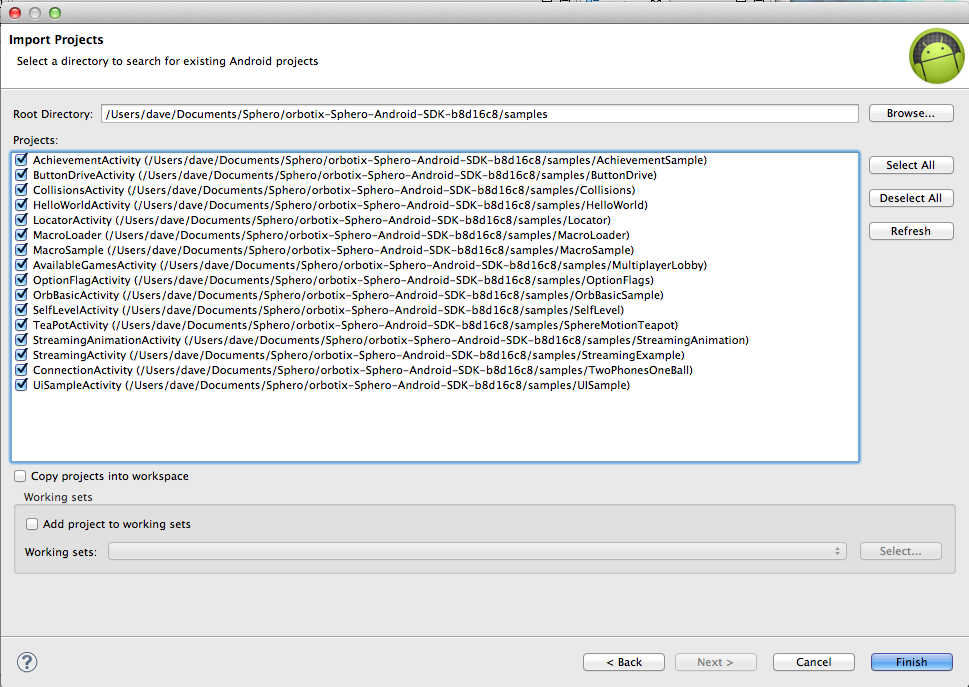 Import Projects
Select a directory to search for existing Android projects
Root Directory: /Users/dave/Documents/Sphero/orbotix-Sphero-Android-SDK-b8d16c8/samples Browse...
Projects:
AchievementActivity (/Users/dave/Documents/Sphero/orbotix-Sphero-Android-SDK-b8d16c8/samples/AchievementSample)
ButtonDriveActivity (/Users/dave/Documents/Sphero/orbotix-Sphero-Android-SDK-b8d16c8/samples/ButtonDrive) Select All
CollisionsActivity (/Users/dave/Documents/Sphero/orbotix-Sphero-Android-SDK-b8d16c8/samples/Collisions)
HelloWorldActivity (/Users/dave/Documents/Sphero/orbotix-Sphero-Android-SDK-b8d16c8/samples/HelloWorld) Deselect All
LocatorActivity (/Users/dave/Documents/Sphero/orbotix-Sphero-Android-SDK-b8d16c8/samples/Locator)
MacroLoader (/Users/dave/Documents/Sphero/orbotix-Sphero-Android-SDK-b8d16c8/samples/MacroLoader) Refresh
MacroSample (/Users/dave/Documents/Sphero/orbotix-Sphero-Android-SDK-b8d16c8/samples/MacroSample)
AvailableGamesActivity (/Users/dave/Documents/Sphero/orbotix-Sphero-Android-SDK-b8d16c8/samples/MultiplayerLobby)
OptionFlagActivity (/Users/dave/Documents/Sphero/orbotix-Sphero-Android-SDK-b8d16c8/samples/OptionFlags)
OrbBasicActivity (/Users/dave/Documents/Sphero/orbotix-Sphero-Android-SDK-b8d16c8/samples/OrbBasicSample)
SelfLevelActivity (/Users/dave/Documents/Sphero/orbotix-Sphero-Android-SDK-b8d16c8/samples/SelfLevel)
TeaPotActivity (/Users/dave/Documents/Sphero/orbotix-Sphero-Android-SDK-b8d16c8/samples/SphereMotionTeapot)
StreamingAnimationActivity (/Users/dave/Documents/Sphero/orbotix-Sphero-Android-SDK-b8d16c8/samples/StreamingAnimation)
StreamingActivity (/Users/dave/Documents/Sphero/orbotix-Sphero-Android-SDK-b8d16c8/samples/StreamingExample)
ConnectionActivity (/Users/dave/Documents/Sphero/orbotix-Sphero-Android-SDK-b8d16c8/samples/TwoPhonesOneBall)
UiSampleActivity (/Users/dave/Documents/Sphero/orbotix-Sphero-Android-SDK-b8d16c8/samples/UISample)
Copy projects into workspace
Working sets
Add project to working sets
Working sets: Select...
? < Back Next > Cancel Finish